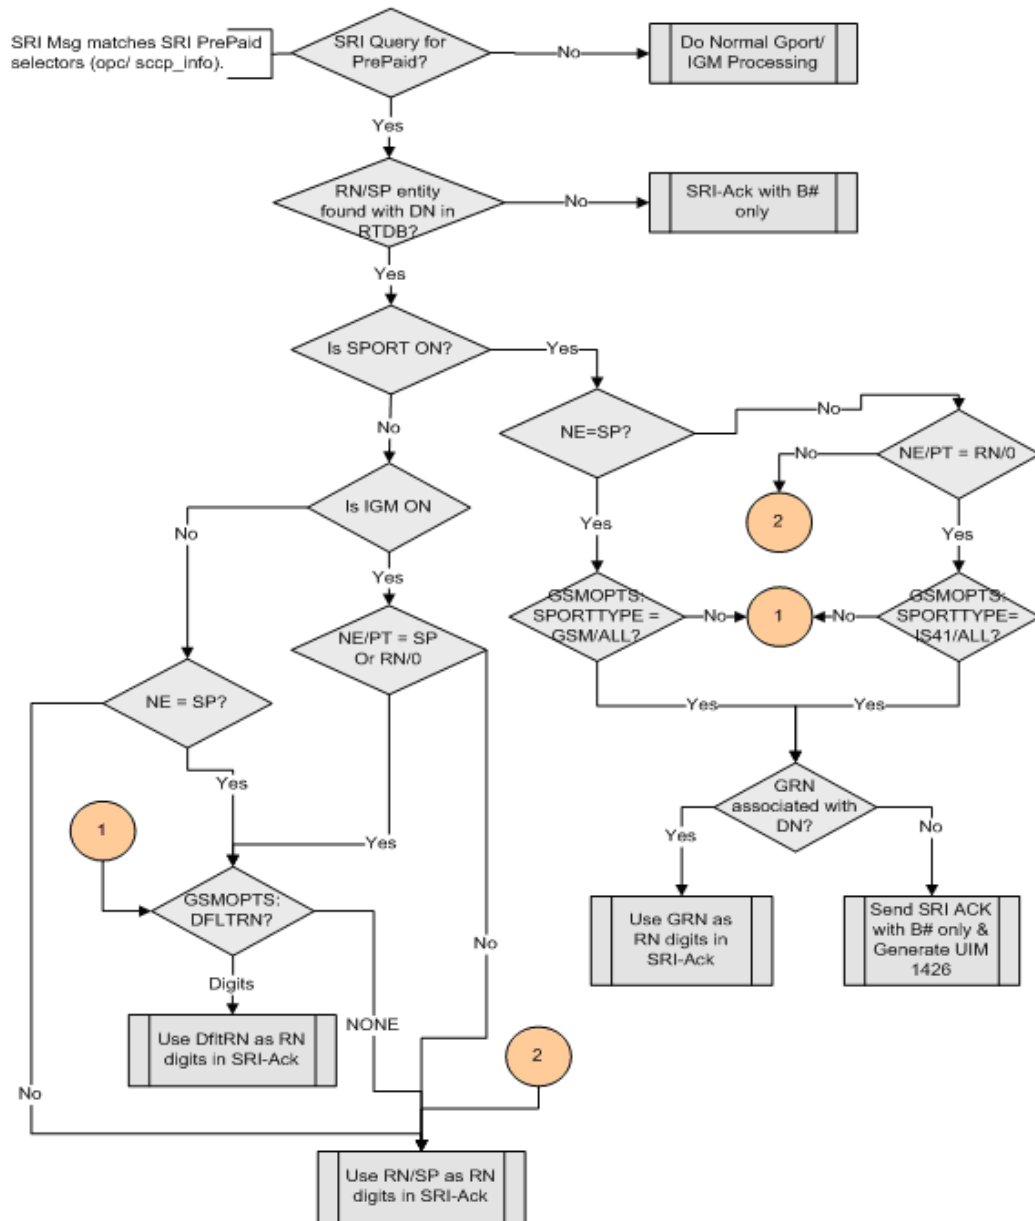 SRI Msg matches SRI PrePaid
selectors (opc/ sccp_info).
SRI Query for
PrePaid?
No
Do Normal Gport/
IGM Processing
Yes
RN/SP entity
found with DN in
RTDB?
No
SRI-Ack with B#
only
Yes
Is SPORT ON?
Yes
No
NE=SP?
No
NE/PT = RN/0
No
2
Yes
Yes
Is IGM ON
No
Yes
GSMOPTS:
SPORTTYPE =
GSM/ALL?
No
1
No
GSMOPTS:
SPORTTYPE=
IS41/ALL?
NE/PT = SP
Or RN/0
NE = SP?
Yes
Yes
Yes
Yes
GRN
associated with
DN?
Yes
No
1
GSMOPTS:
DFLTRN?
Use GRN as
RN digits in
SRI-Ack
Send SRI ACK
with B# only &
Generate UIM
1426
No
Digits
NONE
Use DfltRN as RN
digits in SRI-Ack
2
No
Use RN/SP as RN
digits in SRI-Ack